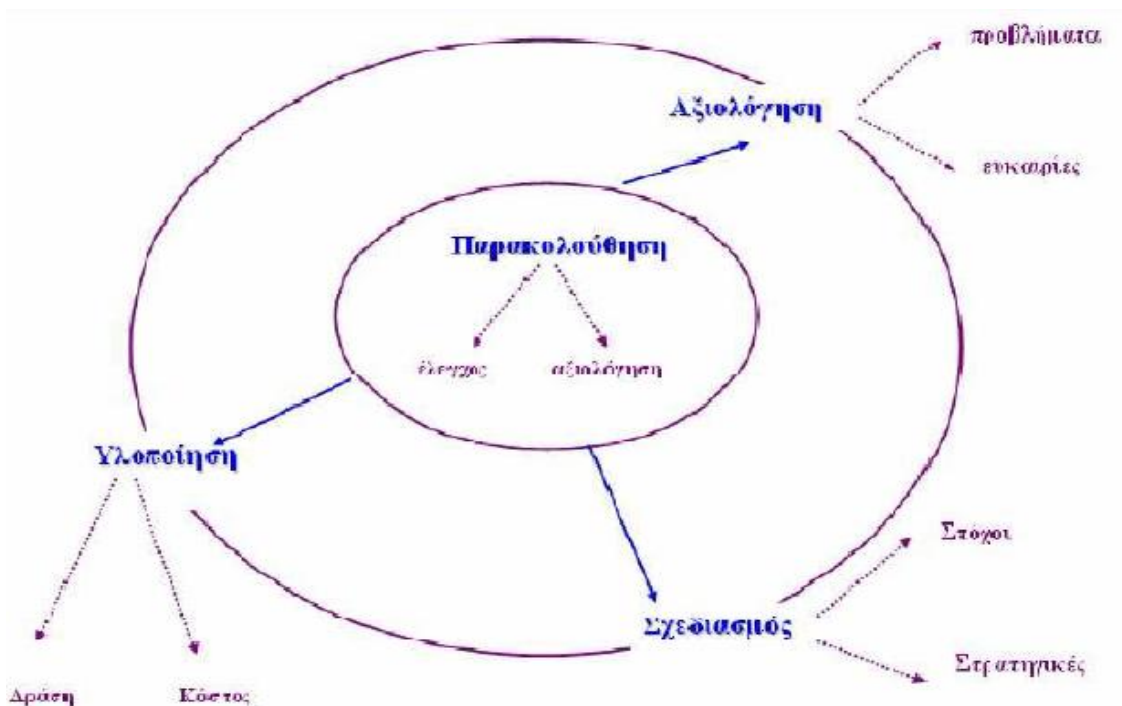 προβλήματα
Αξιολόγηση
ευκαιρίες
Παρακολούθηση
έλεγχος αξιολόγηση
Υλοποίηση
Στόχοι
Σχεδιασμός
Στρατηγικές
Δράση Κόστος